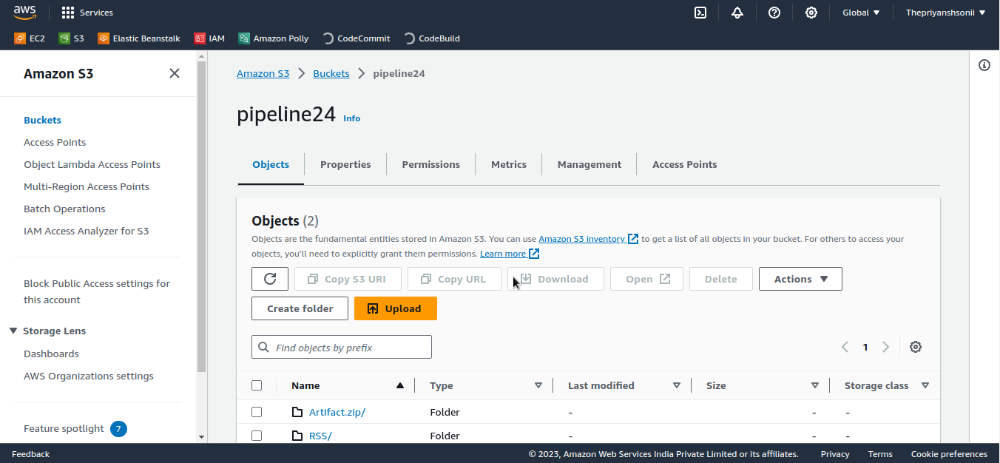 aws Services Global Thepriyanshsonii
EC2 S3 Elastic Beanstalk IAM Amazon Polly CodeCommit CodeBuild
Amazon S3
Buckets
Access Points
Object Lambda Access Points
Multi-Region Access Points
Batch Operations
IAM Access Analyzer for S3
Block Public Access settings for
this account
Storage Lens
Dashboards
AWS Organizations settings
Feature spotlight 7
Amazon S3 Buckets pipeline24
pipeline24 Info
Objects Properties Permissions Metrics Management Access Points
Objects (2)
Objects are the fundamental entities stored in Amazon S3. You can use Amazon S3 inventory to get a list of all objects in your bucket. For others to access your
objects, you'll need to explicitly grant them permissions. Learn more
Copy S3 URI Copy URL Download Open Delete Actions
Create folder Upload
Find objects by prefix 1
Name Type Last modified Size Storage class
Artifact.zip/ Folder - - -
RSS/ Folder - - -
Feedback © 2023, Amazon Web Services India Private Limited or its affiliates. Privacy Terms Cookie preferences